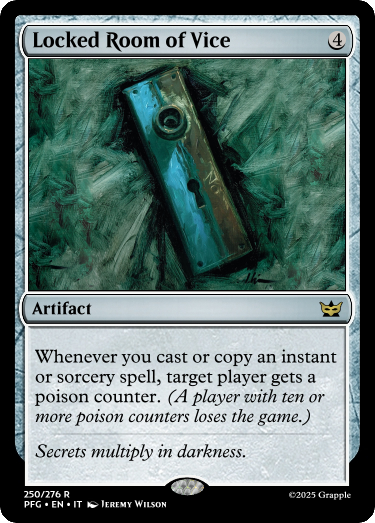 Locked Room of Vice 4
Artifact
Whenever you cast or copy an instant
or sorcery spell, target player gets a
poison counter. (A player with ten
or more poison counters loses the game.)
Secrets multiply in darkness.
250/276 R
PFG • EN • IT Jeremy Wilson
©2025 Grapple